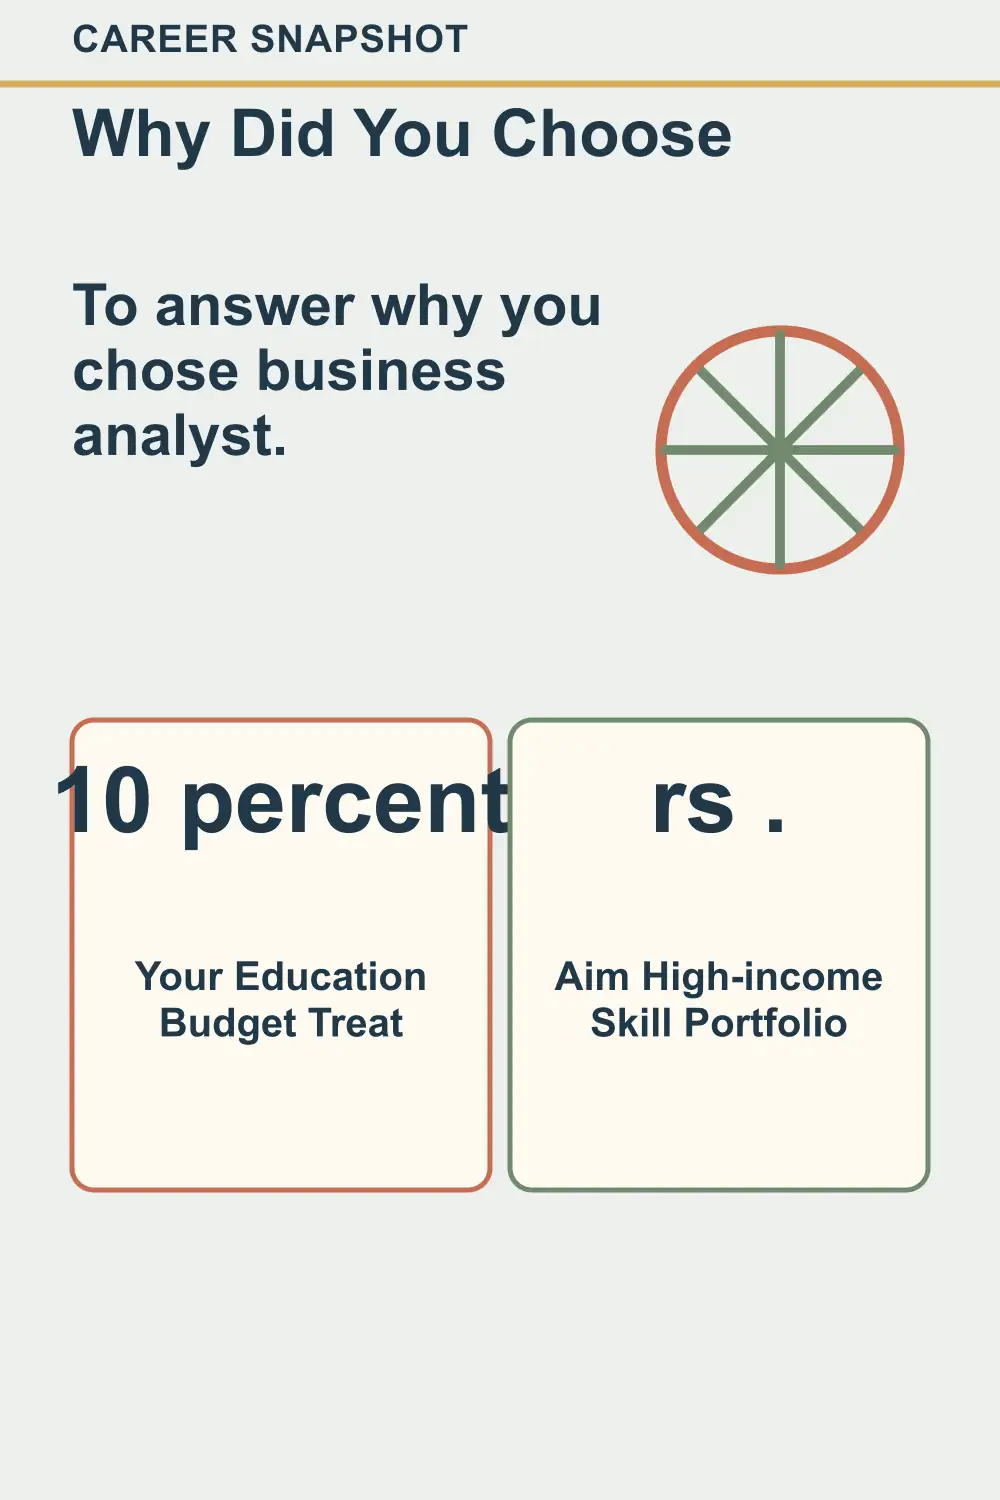 CAREER SNAPSHOT
Why Did You Choose
To answer why you
chose business
analyst.
10 percent
Your Education
Budget Treat
rs .
Aim High-income
Skill Portfolio